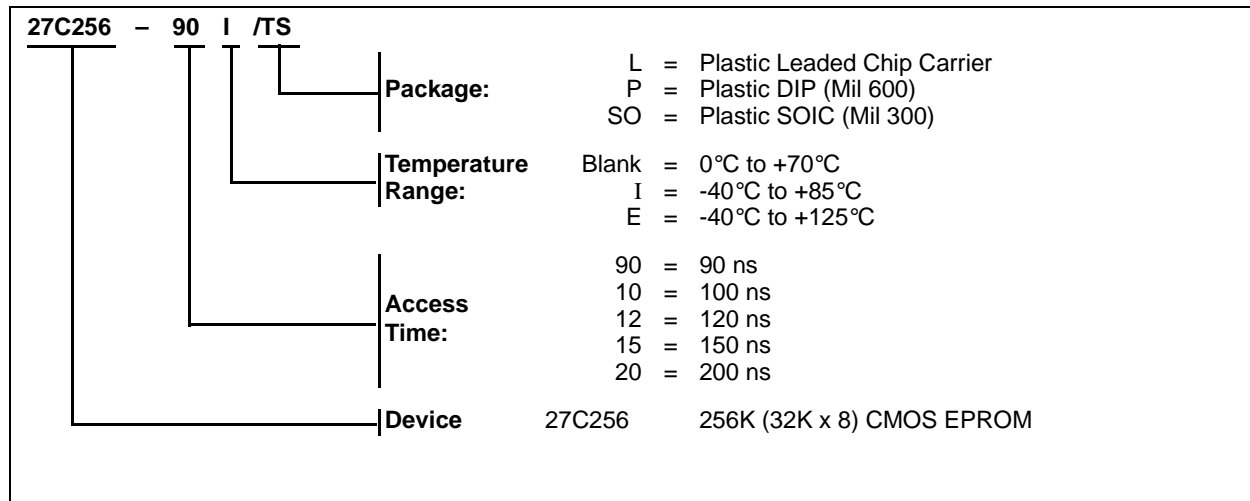 27C256 – 90 I /TS
Package: L = Plastic Leaded Chip Carrier
P = Plastic DIP (Mil 600)
SO = Plastic SOIC (Mil 300)
Temperature Range: Blank = 0°C to +70°C
I = -40°C to +85°C
E = -40°C to +125°C
Access Time: 90 = 90 ns
10 = 100 ns
12 = 120 ns
15 = 150 ns
20 = 200 ns
Device 27C256 256K (32K x 8) CMOS EPROM